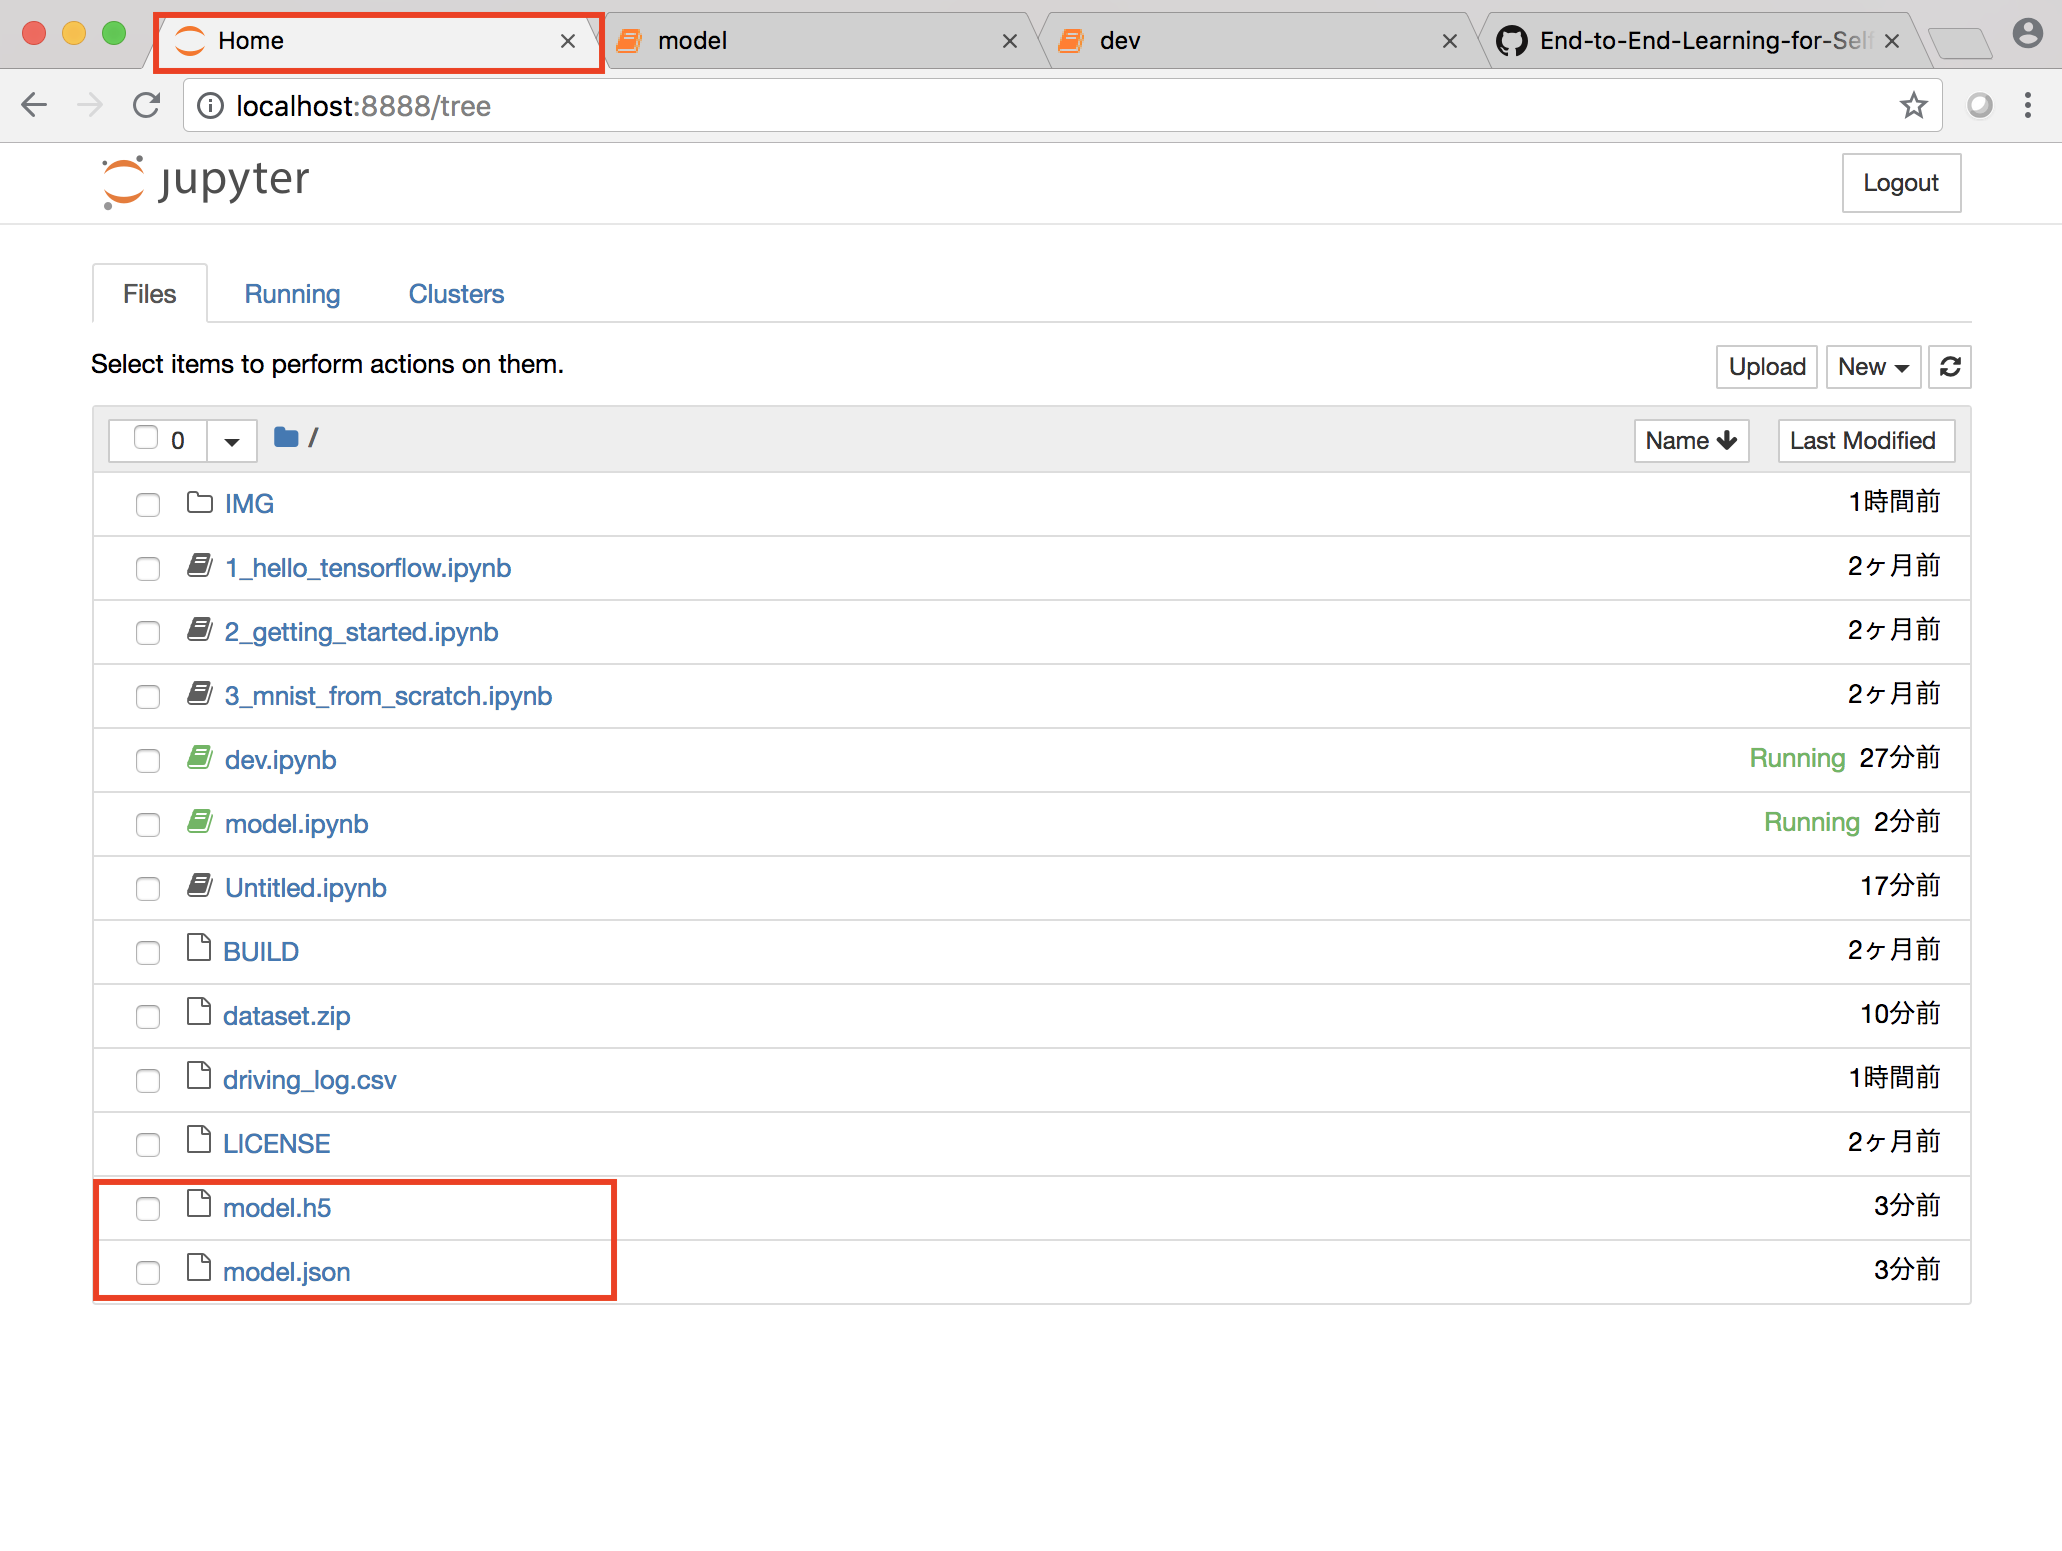 Home
model
dev
End-to-End-Learning-for-Self
localhost:8888/tree
jupyter
Logout
Files
Running
Clusters
Select items to perform actions on them.
Upload
New
0
/
Name
Last Modified
IMG 1時間前
1_hello_tensorflow.ipynb 2ヶ月前
2_getting_started.ipynb 2ヶ月前
3_mnist_from_scratch.ipynb 2ヶ月前
dev.ipynb Running 27分前
model.ipynb Running 2分前
Untitled.ipynb 17分前
BUILD 2ヶ月前
dataset.zip 10分前
driving_log.csv 1時間前
LICENSE 2ヶ月前
model.h5 3分前
model.json 3分前